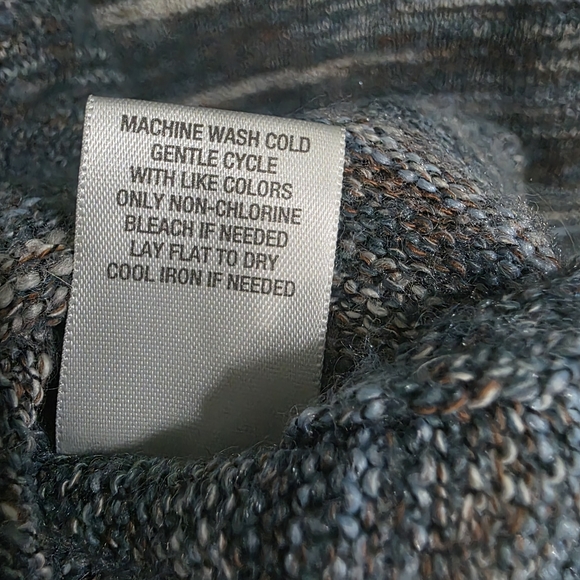 MACHINE WASH COLD
GENTLE CYCLE
WITH LIKE COLORS
ONLY NON-CHLORINE
BLEACH IF NEEDED
LAY FLAT TO DRY
COOL IRON IF NEEDED